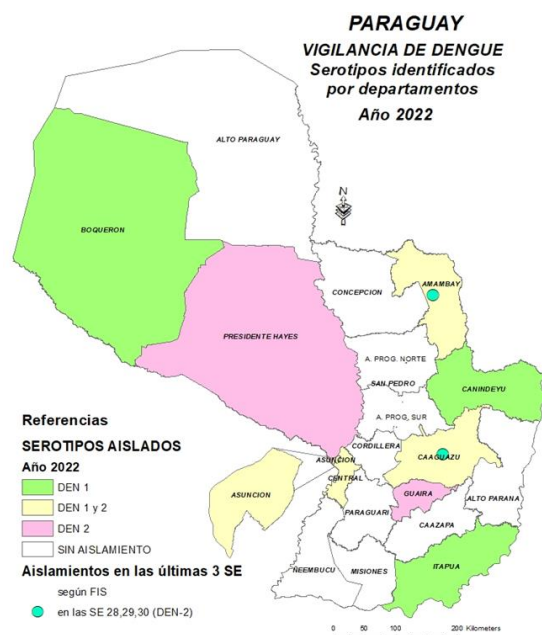 PARAGUAY
VIGILANCIA DE DENGUE
Serotipos identificados
por departamentos
Año 2022
ALTO PARAGUAY
N
BOQUERON
AMAMBAY
CONCEPCION
PRESIDENTE HAYES
A. PROG. NORTE
SAN PEDRO
CANINDEYU
A. PROG, SUR
CORDILLERA
CAAGUAZU
ASUNCION
CENTRAL
ASUNCION
GUAIRA
ALTO PARANA
PARAGUARI
CAAZAPA
ÑEEMBUCU
MISIONES
ITAPUA
Referencias
SEROTIPOS AISLADOS
Año 2022
DEN 1
DEN 1 y 2
DEN 2
SIN AISLAMIENTO
Aislamientos en las últimas 3 SE
según FIS
en las SE 28,29,30 (DEN-2)
0 50 100 200 Kilometers